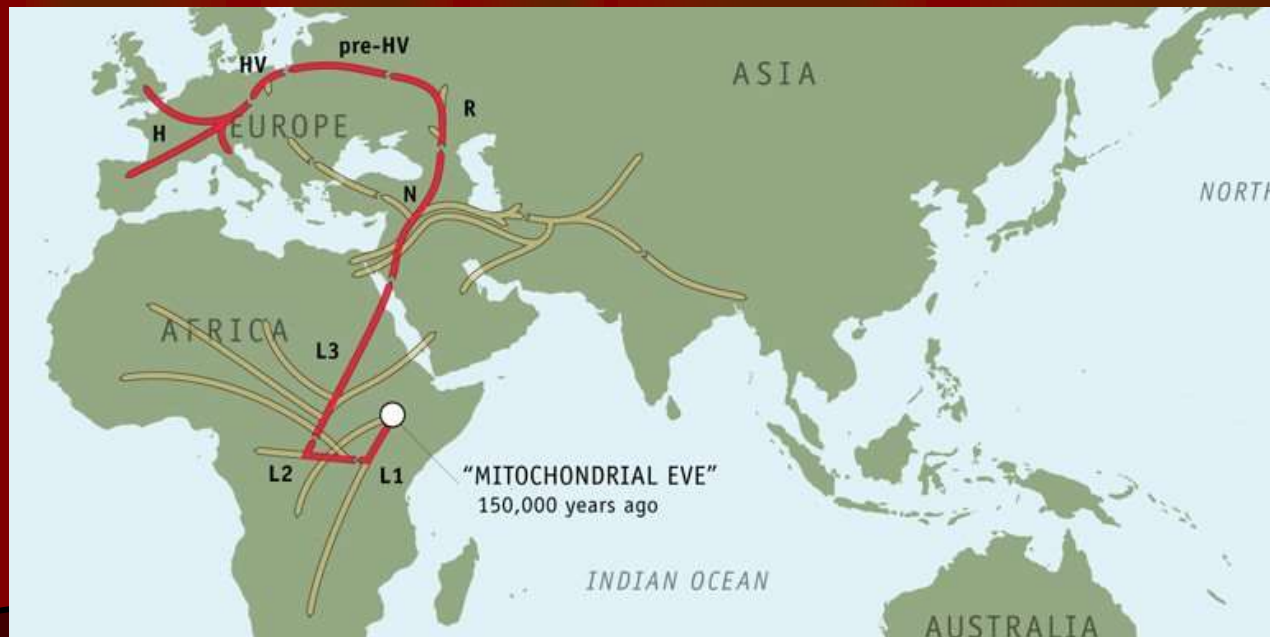 pre-HV
HV
ASIA
R
H
EUROPE
N
NORTH
AFRICA
L3
L2
L1
"MITOCHONDRIAL EVE"
150,000 years ago
INDIAN OCEAN
AUSTRALIA